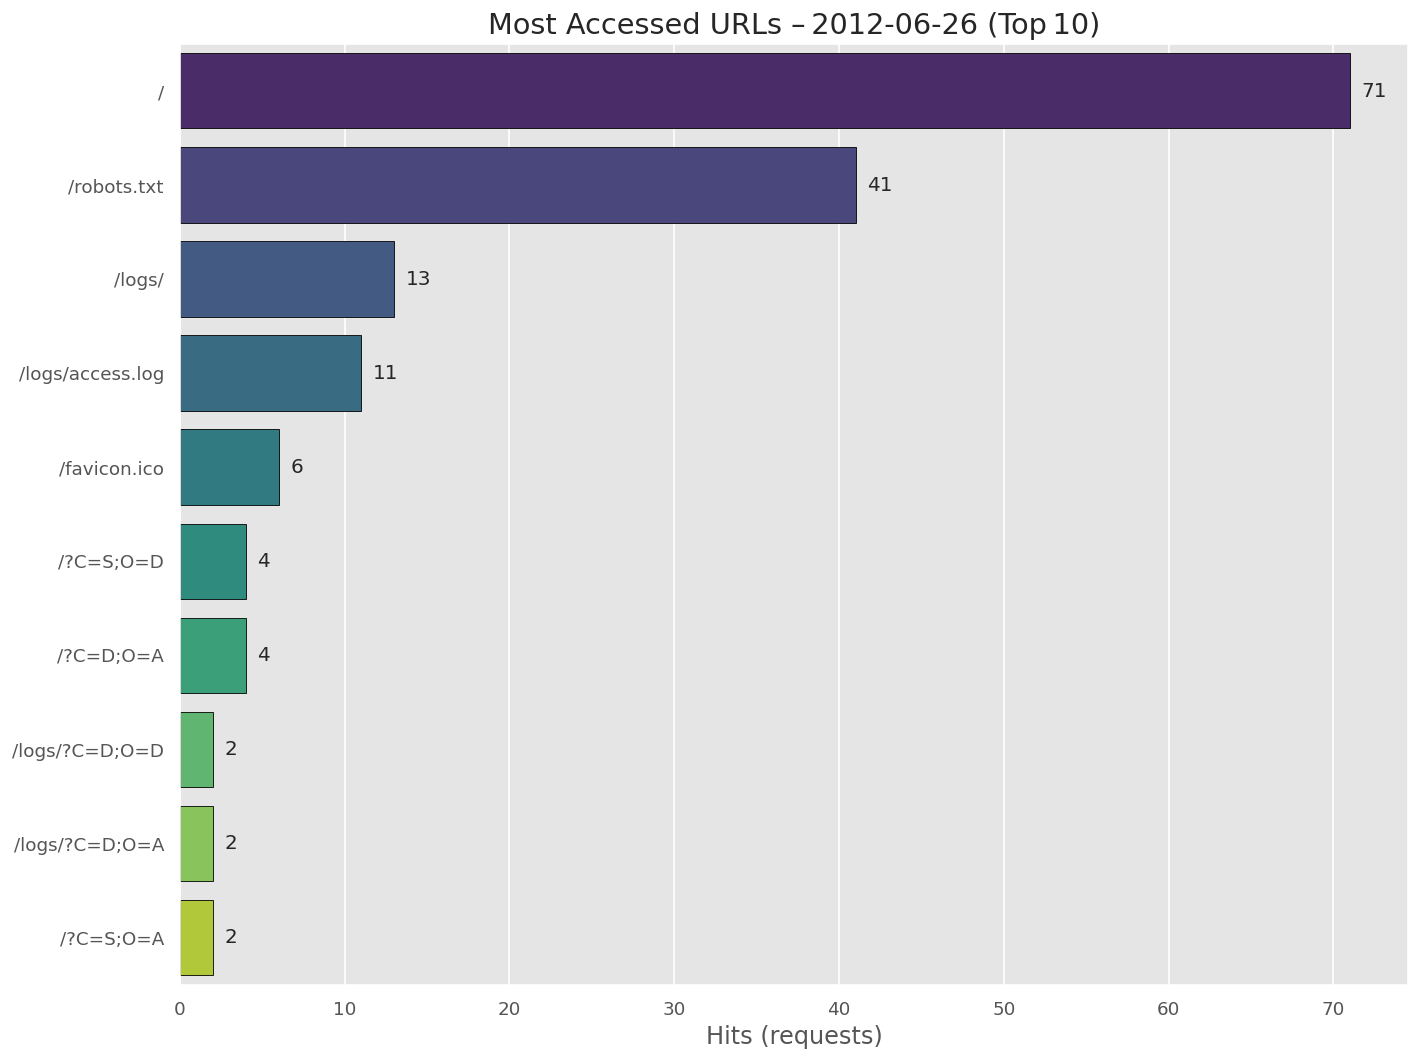 Most Accessed URLs – 2012-06-26 (Top 10)
/ 71
/robots.txt 41
/logs/ 13
/logs/access.log 11
/favicon.ico 6
/?C=S;O=D 4
/?C=D;O=A 4
/logs/?C=D;O=D 2
/logs/?C=D;O=A 2
/?C=S;O=A 2
0 10 20 30 40 50 60 70
Hits (requests)